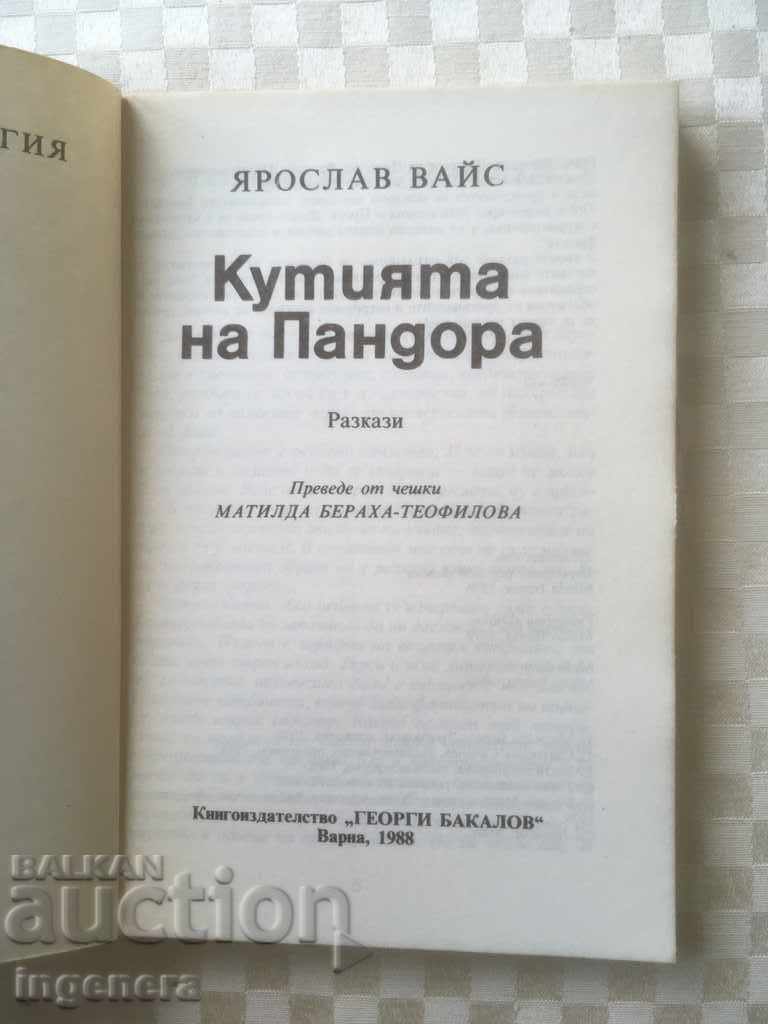 ГИЯ
ЯРОСЛАВ ВАЙС
Кутията
на Пандора
Разкази
Преведе от чешки
МАТИЛДА БЕРАХА-ТЕОФИЛОВА
Книгоиздателство „ГЕОРГИ БАКАЛОВ“
Варна, 1988
BALKAN
auction
ingenera